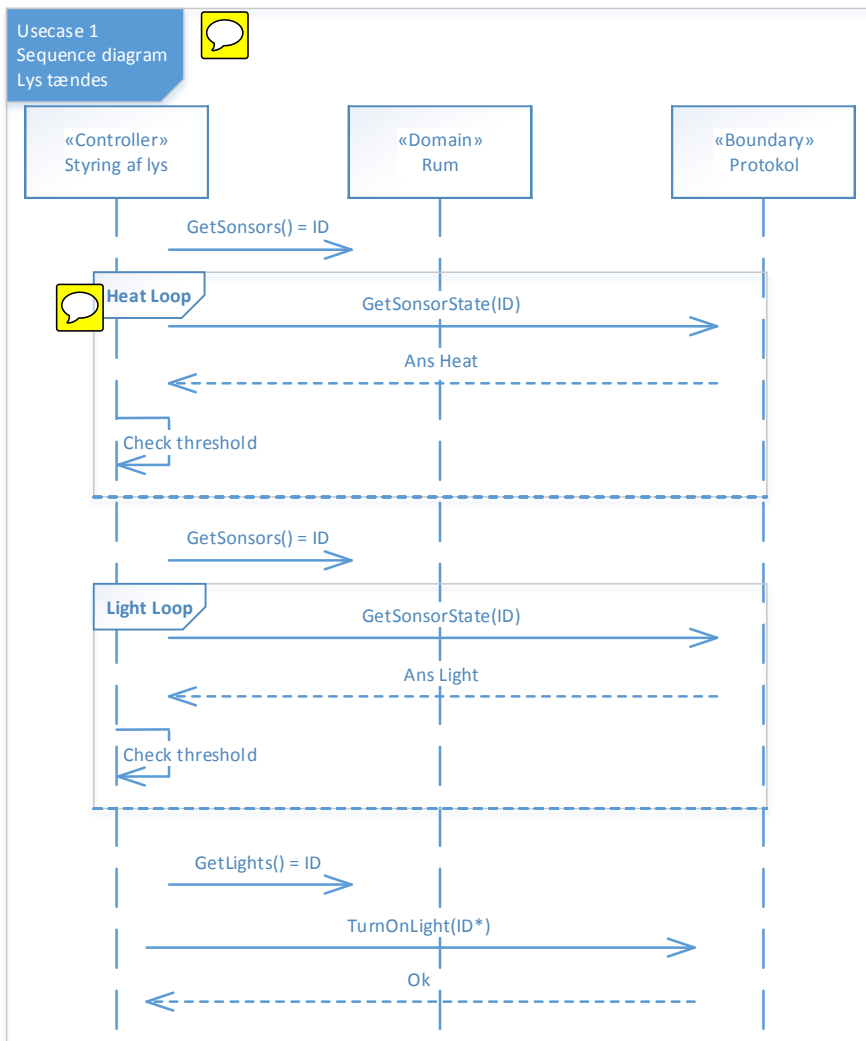 Usecase 1
Sequence diagram
Lys tændes
«Controller»
Styring af lys
«Domain»
Rum
«Boundary»
Protokol
GetSonsors() = ID
Heat Loop
GetSonsorState(ID)
Ans Heat
Check threshold
GetSonsors() = ID
Light Loop
GetSonsorState(ID)
Ans Light
Check threshold
GetLights() = ID
TurnOnLight(ID*)
Ok